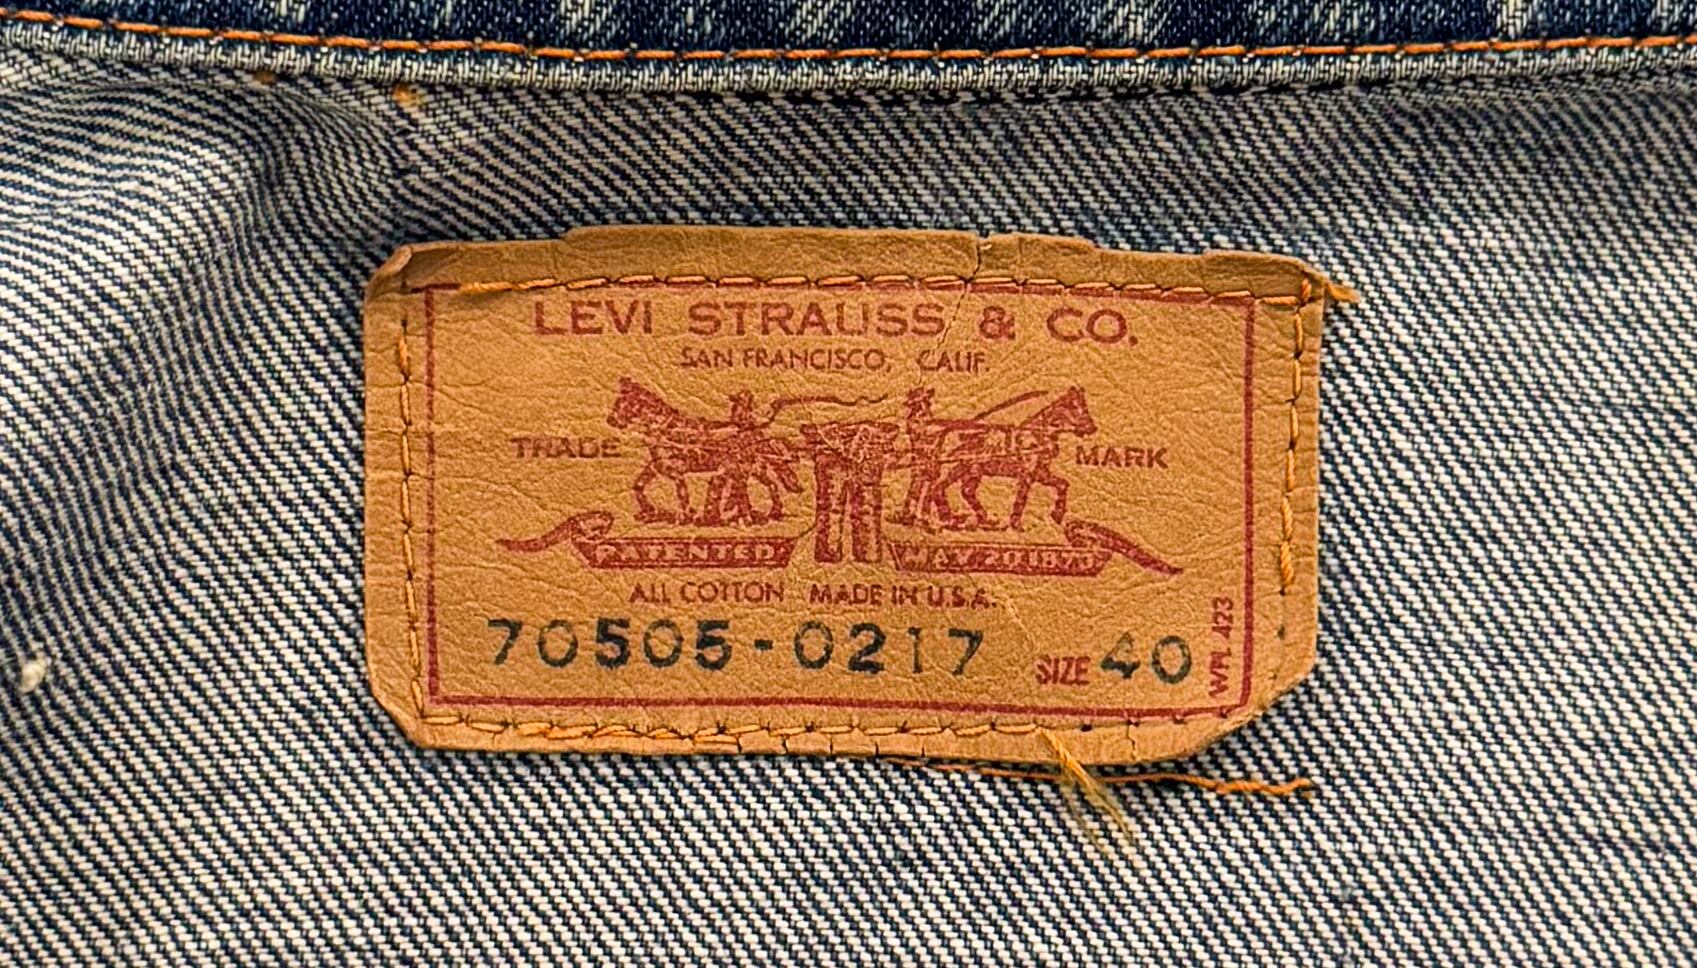 LEVI STRAUSS & CO.
SAN FRANCISCO, CALIF.
TRADE MARK
PATENTED MAY 20 1873
ALL COTTON MADE IN U.S.A.
70505-0217 SIZE 40
WPL 423